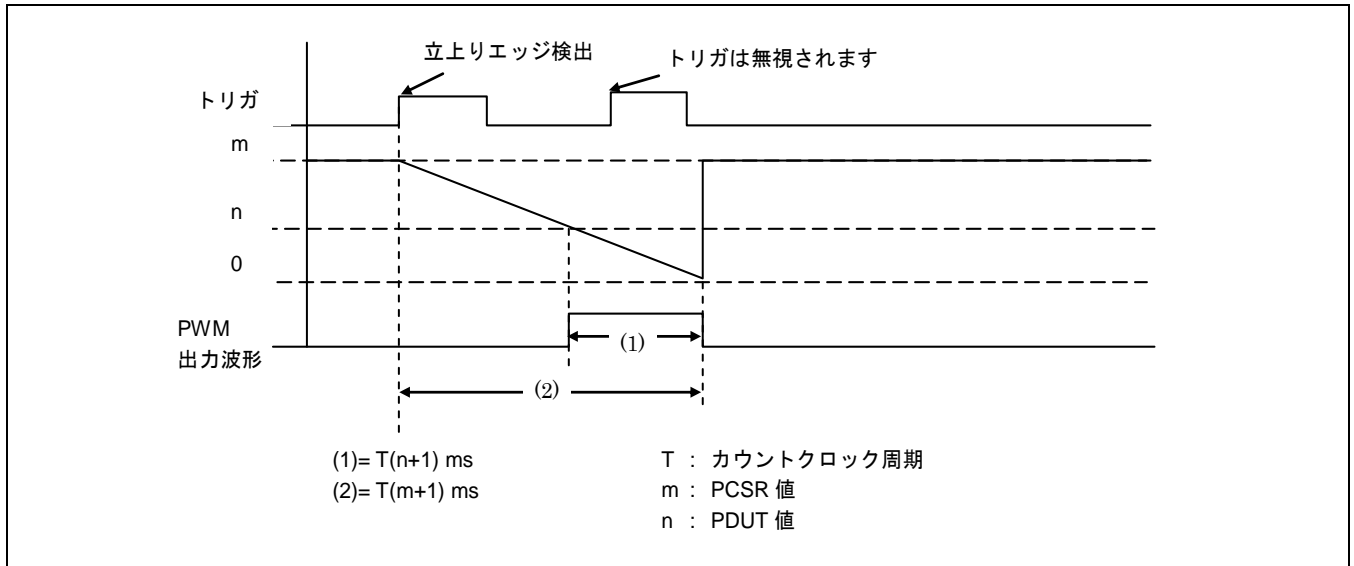 立上りエッジ検出
トリガは無視されます
トリガ
m
n
0
PWM
出力波形
(1)
(2)
(1)= T(n+1) ms
(2)= T(m+1) ms
T : カウントクロック周期
m : PCSR 値
n : PDUT 値